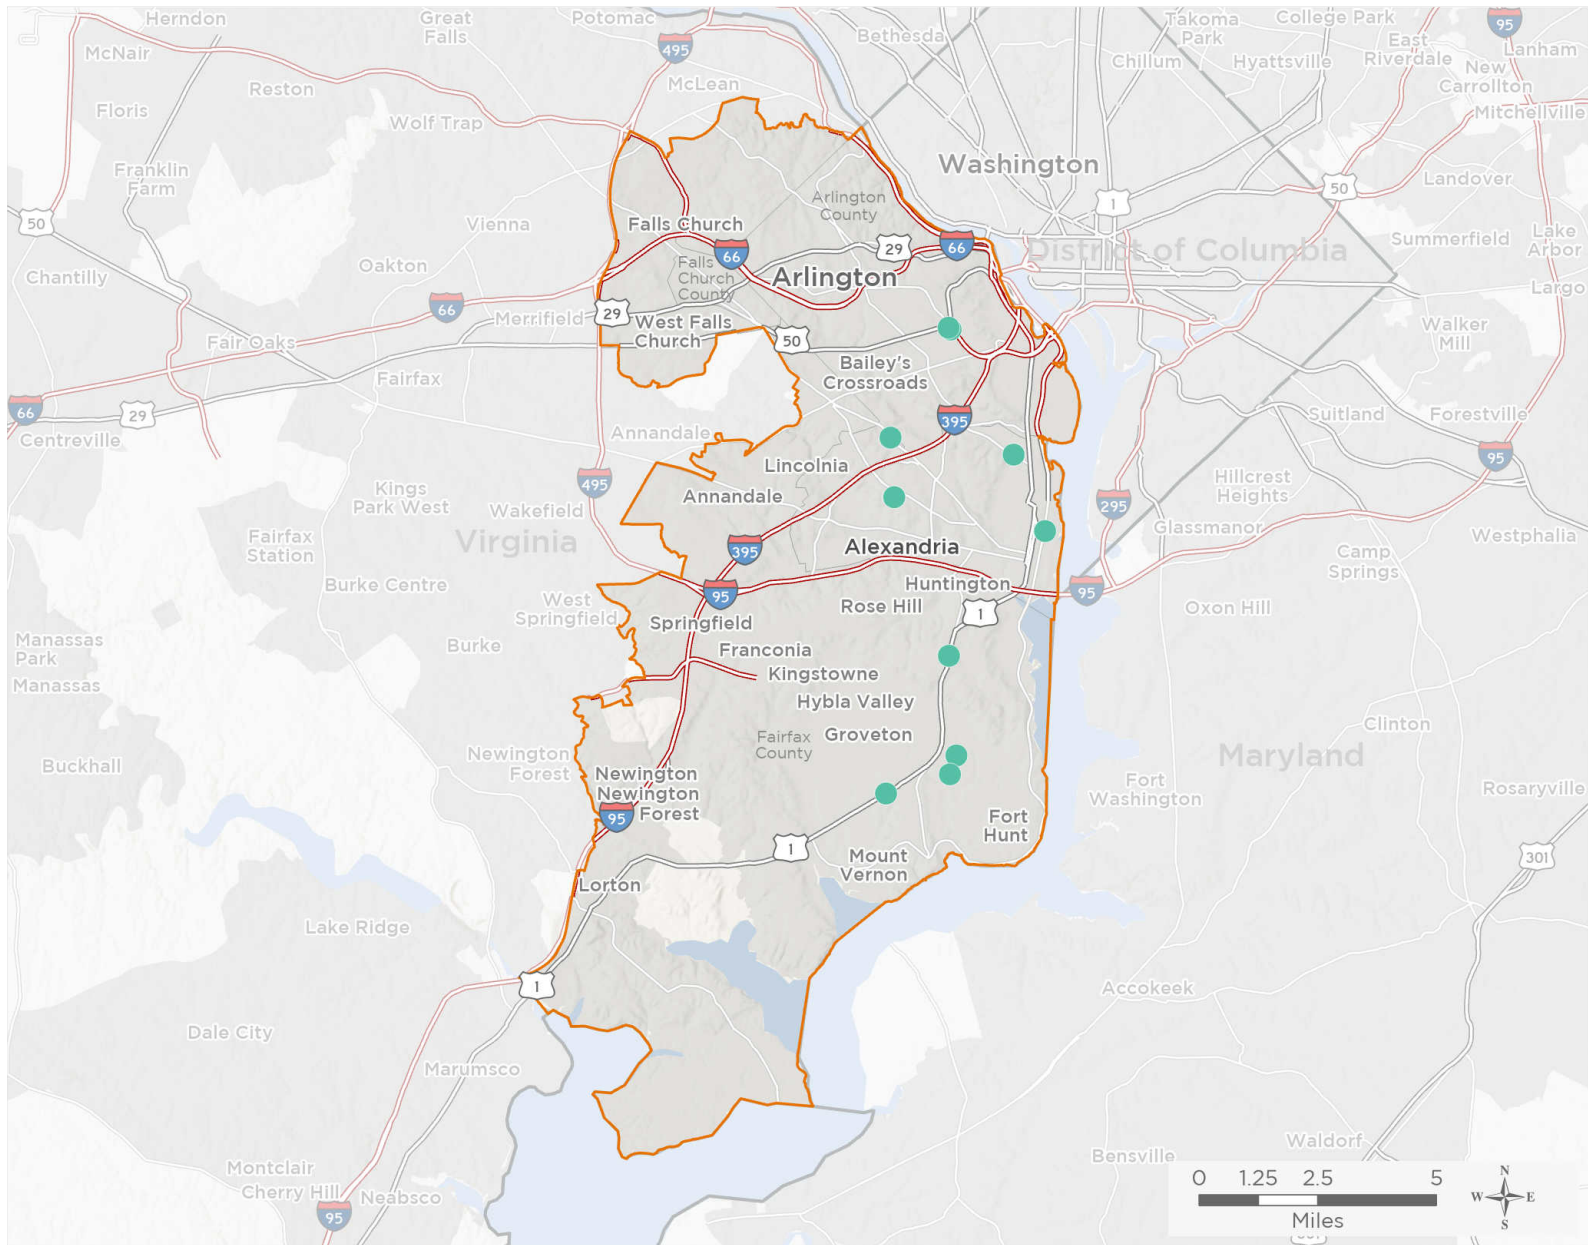 Herndon
Great
Falls
Potomac
495
Bethesda
Takoma
Park
College Park
95
McNair
East
Riverdale
Lanham
Reston
McLean
Chillum
Hyattsville
New
Carrollton
Floris
Wolf Trap
Mitchellville
Franklin
Farm
Washington
50
Landover
50
Vienna
Falls Church
Arlington
County
1
Lake
Arbor
Summerfield
Chantilly
Oakton
66
Falls
Church
County
Arlington
29
66
District of Columbia
Largo
66
Merrifield
29
West Falls
Church
50
Walker
Mill
Fair Oaks
Fairfax
Bailey's
Crossroads
66
29
Centreville
Annandale
395
Suitland
Forestville
95
Lincolnia
Annandale
495
Kings
Park West
Wakefield
Hillcrest
Heights
295
Glassmanor
Westphalia
Fairfax
Station
Virginia
395
Alexandria
Camp
Springs
Burke Centre
West
Springfield
95
Huntington
95
Rose Hill
1
Oxon Hill
Springfield
Manassas
Park
Burke
Franconia
Kingstowne
Manassas
Hybla Valley
Groveton
Fairfax
County
Clinton
Newington
Forest
Maryland
Buckhall
Newington
Newington
Forest
95
Fort
Washington
Rosaryville
Fort
Hunt
1
Mount
Vernon
301
Lorton
Lake Ridge
1
Accokeek
Dale City
Marumsco
Waldorf
Bensville
Montclair
Cherry Hill
Neabsco
95
0 1.25 2.5 5
Miles
N
W E
S